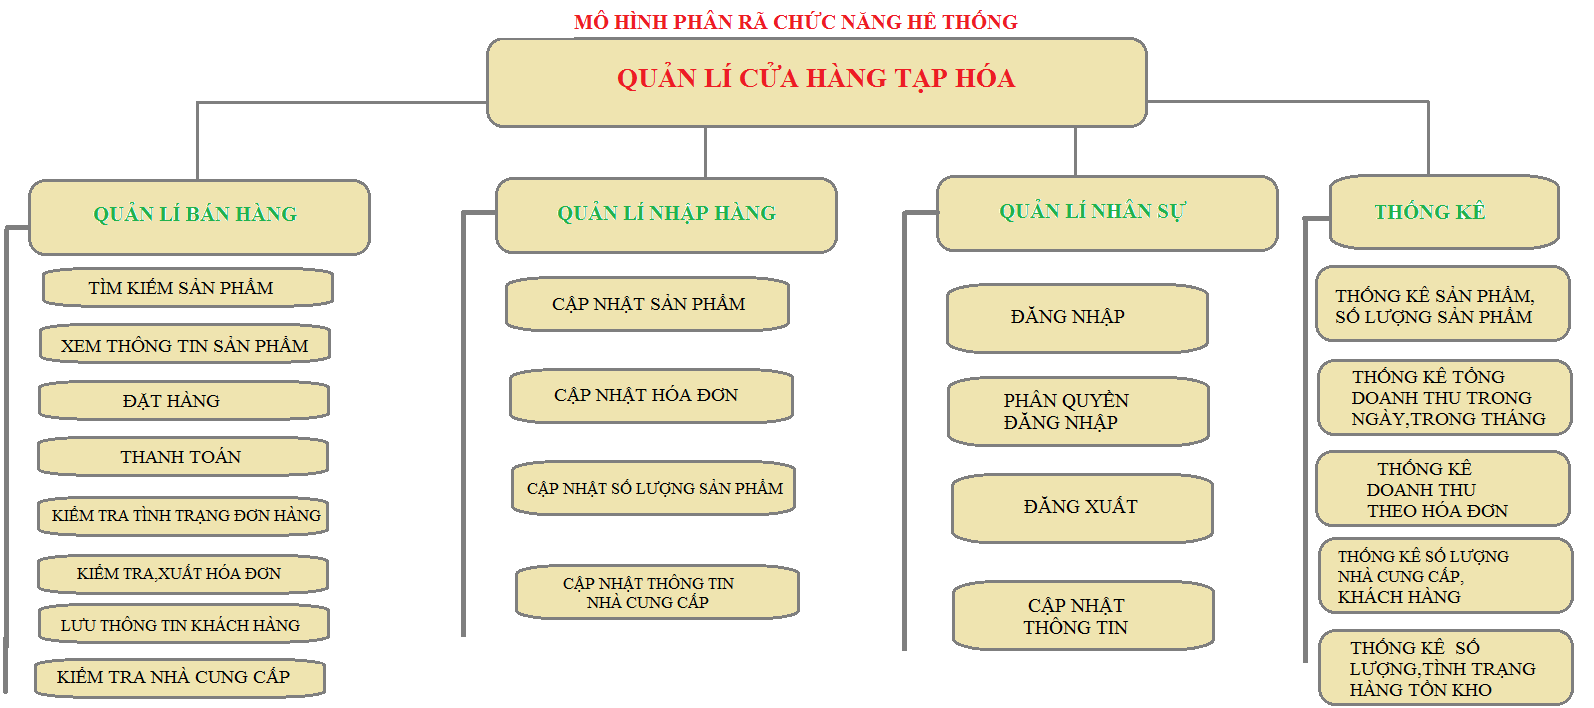 MÔ HÌNH PHÂN RÃ CHỨC NĂNG HỆ THỐNG
QUẢN LÍ CỬA HÀNG TẠP HÓA
QUẢN LÍ BÁN HÀNG
TÌM KIẾM SẢN PHẨM
XEM THÔNG TIN SẢN PHẨM
ĐẶT HÀNG
THANH TOÁN
KIỂM TRA TÌNH TRẠNG ĐƠN HÀNG
KIỂM TRA,XUẤT HÓA ĐƠN
LƯU THÔNG TIN KHÁCH HÀNG
KIỂM TRA NHÀ CUNG CẤP
QUẢN LÍ NHẬP HÀNG
CẬP NHẬT SẢN PHẨM
CẬP NHẬT HÓA ĐƠN
CẬP NHẬT SỐ LƯỢNG SẢN PHẨM
CẬP NHẬT THÔNG TIN
NHÀ CUNG CẤP
QUẢN LÍ NHÂN SỰ
ĐĂNG NHẬP
PHÂN QUYỀN
ĐĂNG NHẬP
ĐĂNG XUẤT
CẬP NHẬT
THÔNG TIN
THỐNG KÊ
THỐNG KÊ SẢN PHẨM,
SỐ LƯỢNG SẢN PHẨM
THỐNG KÊ TỔNG
DOANH THU TRONG
NGÀY,TRONG THÁNG
THỐNG KÊ
DOANH THU
THEO HÓA ĐƠN
THỐNG KÊ SỐ LƯỢNG
NHÀ CUNG CẤP,
KHÁCH HÀNG
THỐNG KÊ SỐ
LƯỢNG,TÌNH TRẠNG
HÀNG TỒN KHO